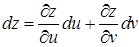 dz = ∂z/∂u du + ∂z/∂v dv